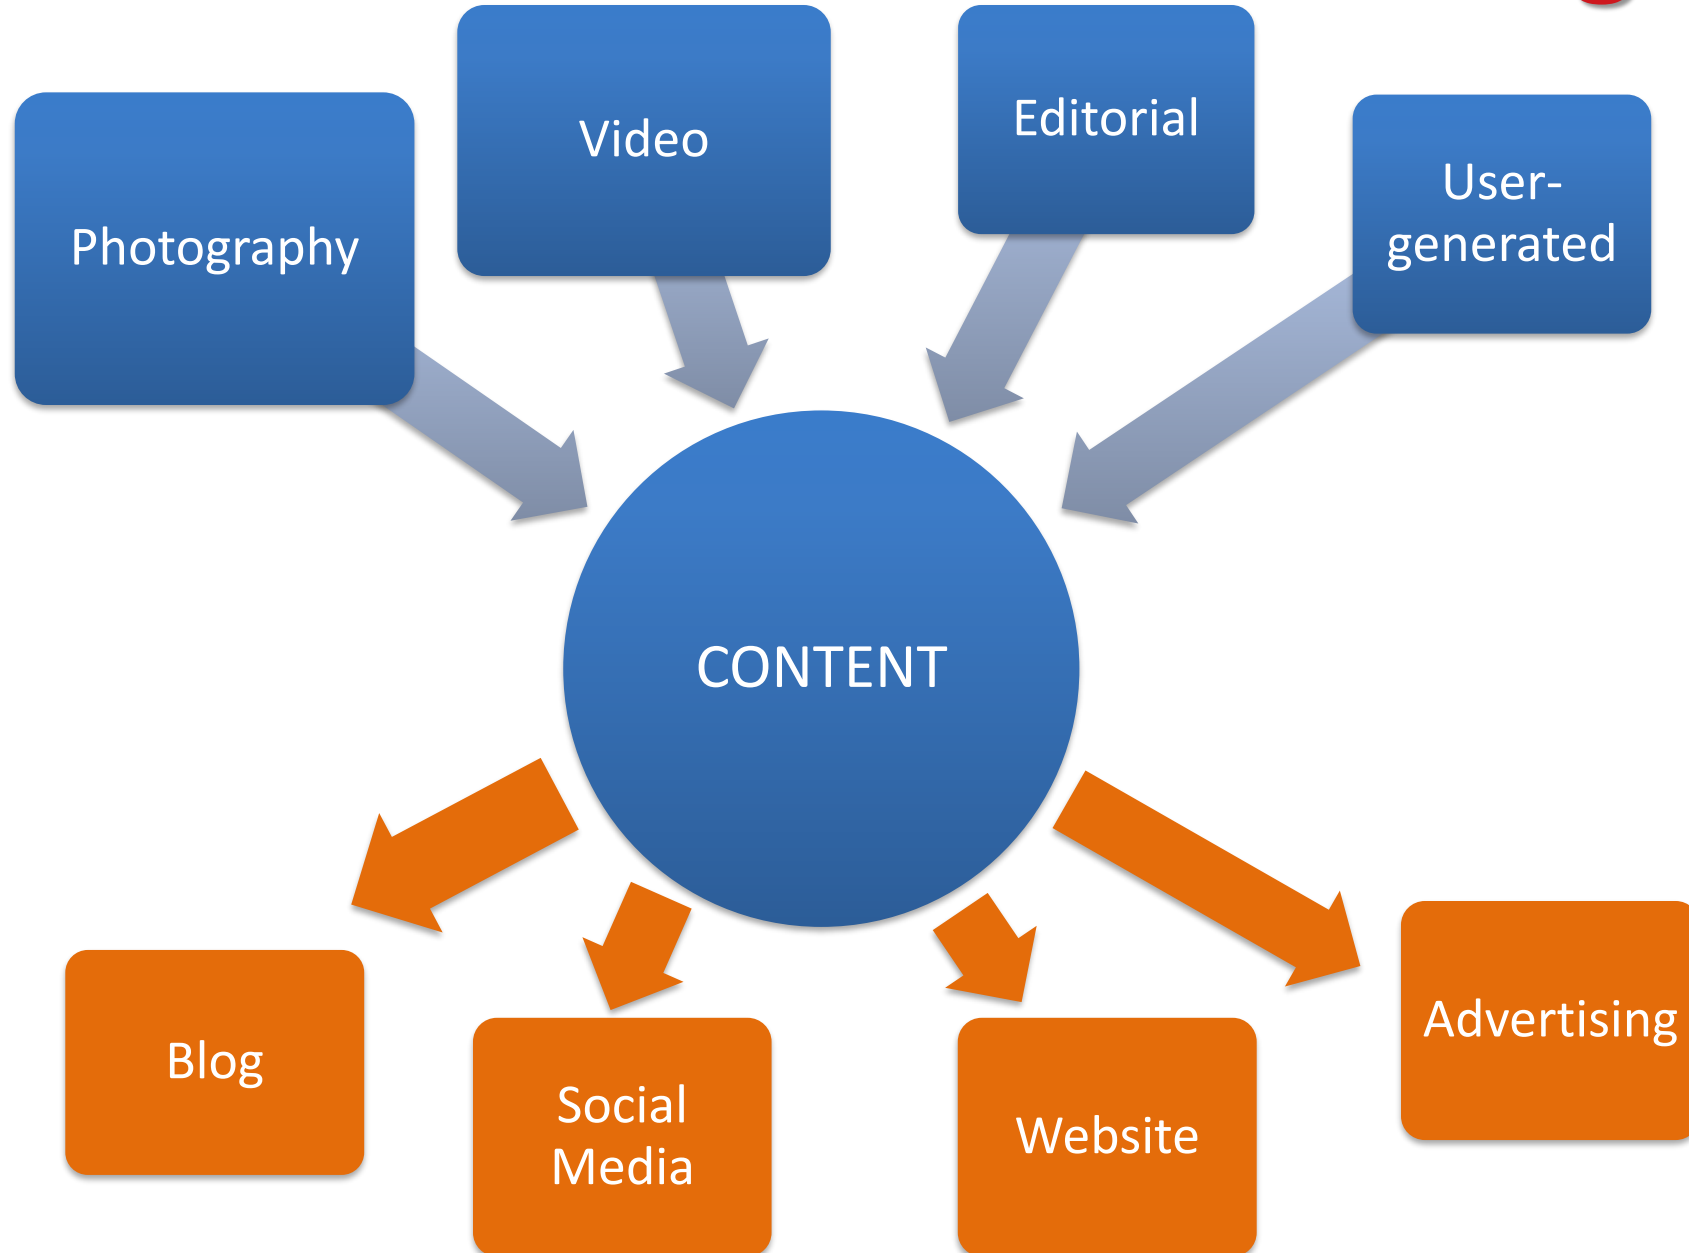 Photography
Video
Editorial
User-
generated
CONTENT
Blog
Social
Media
Website
Advertising